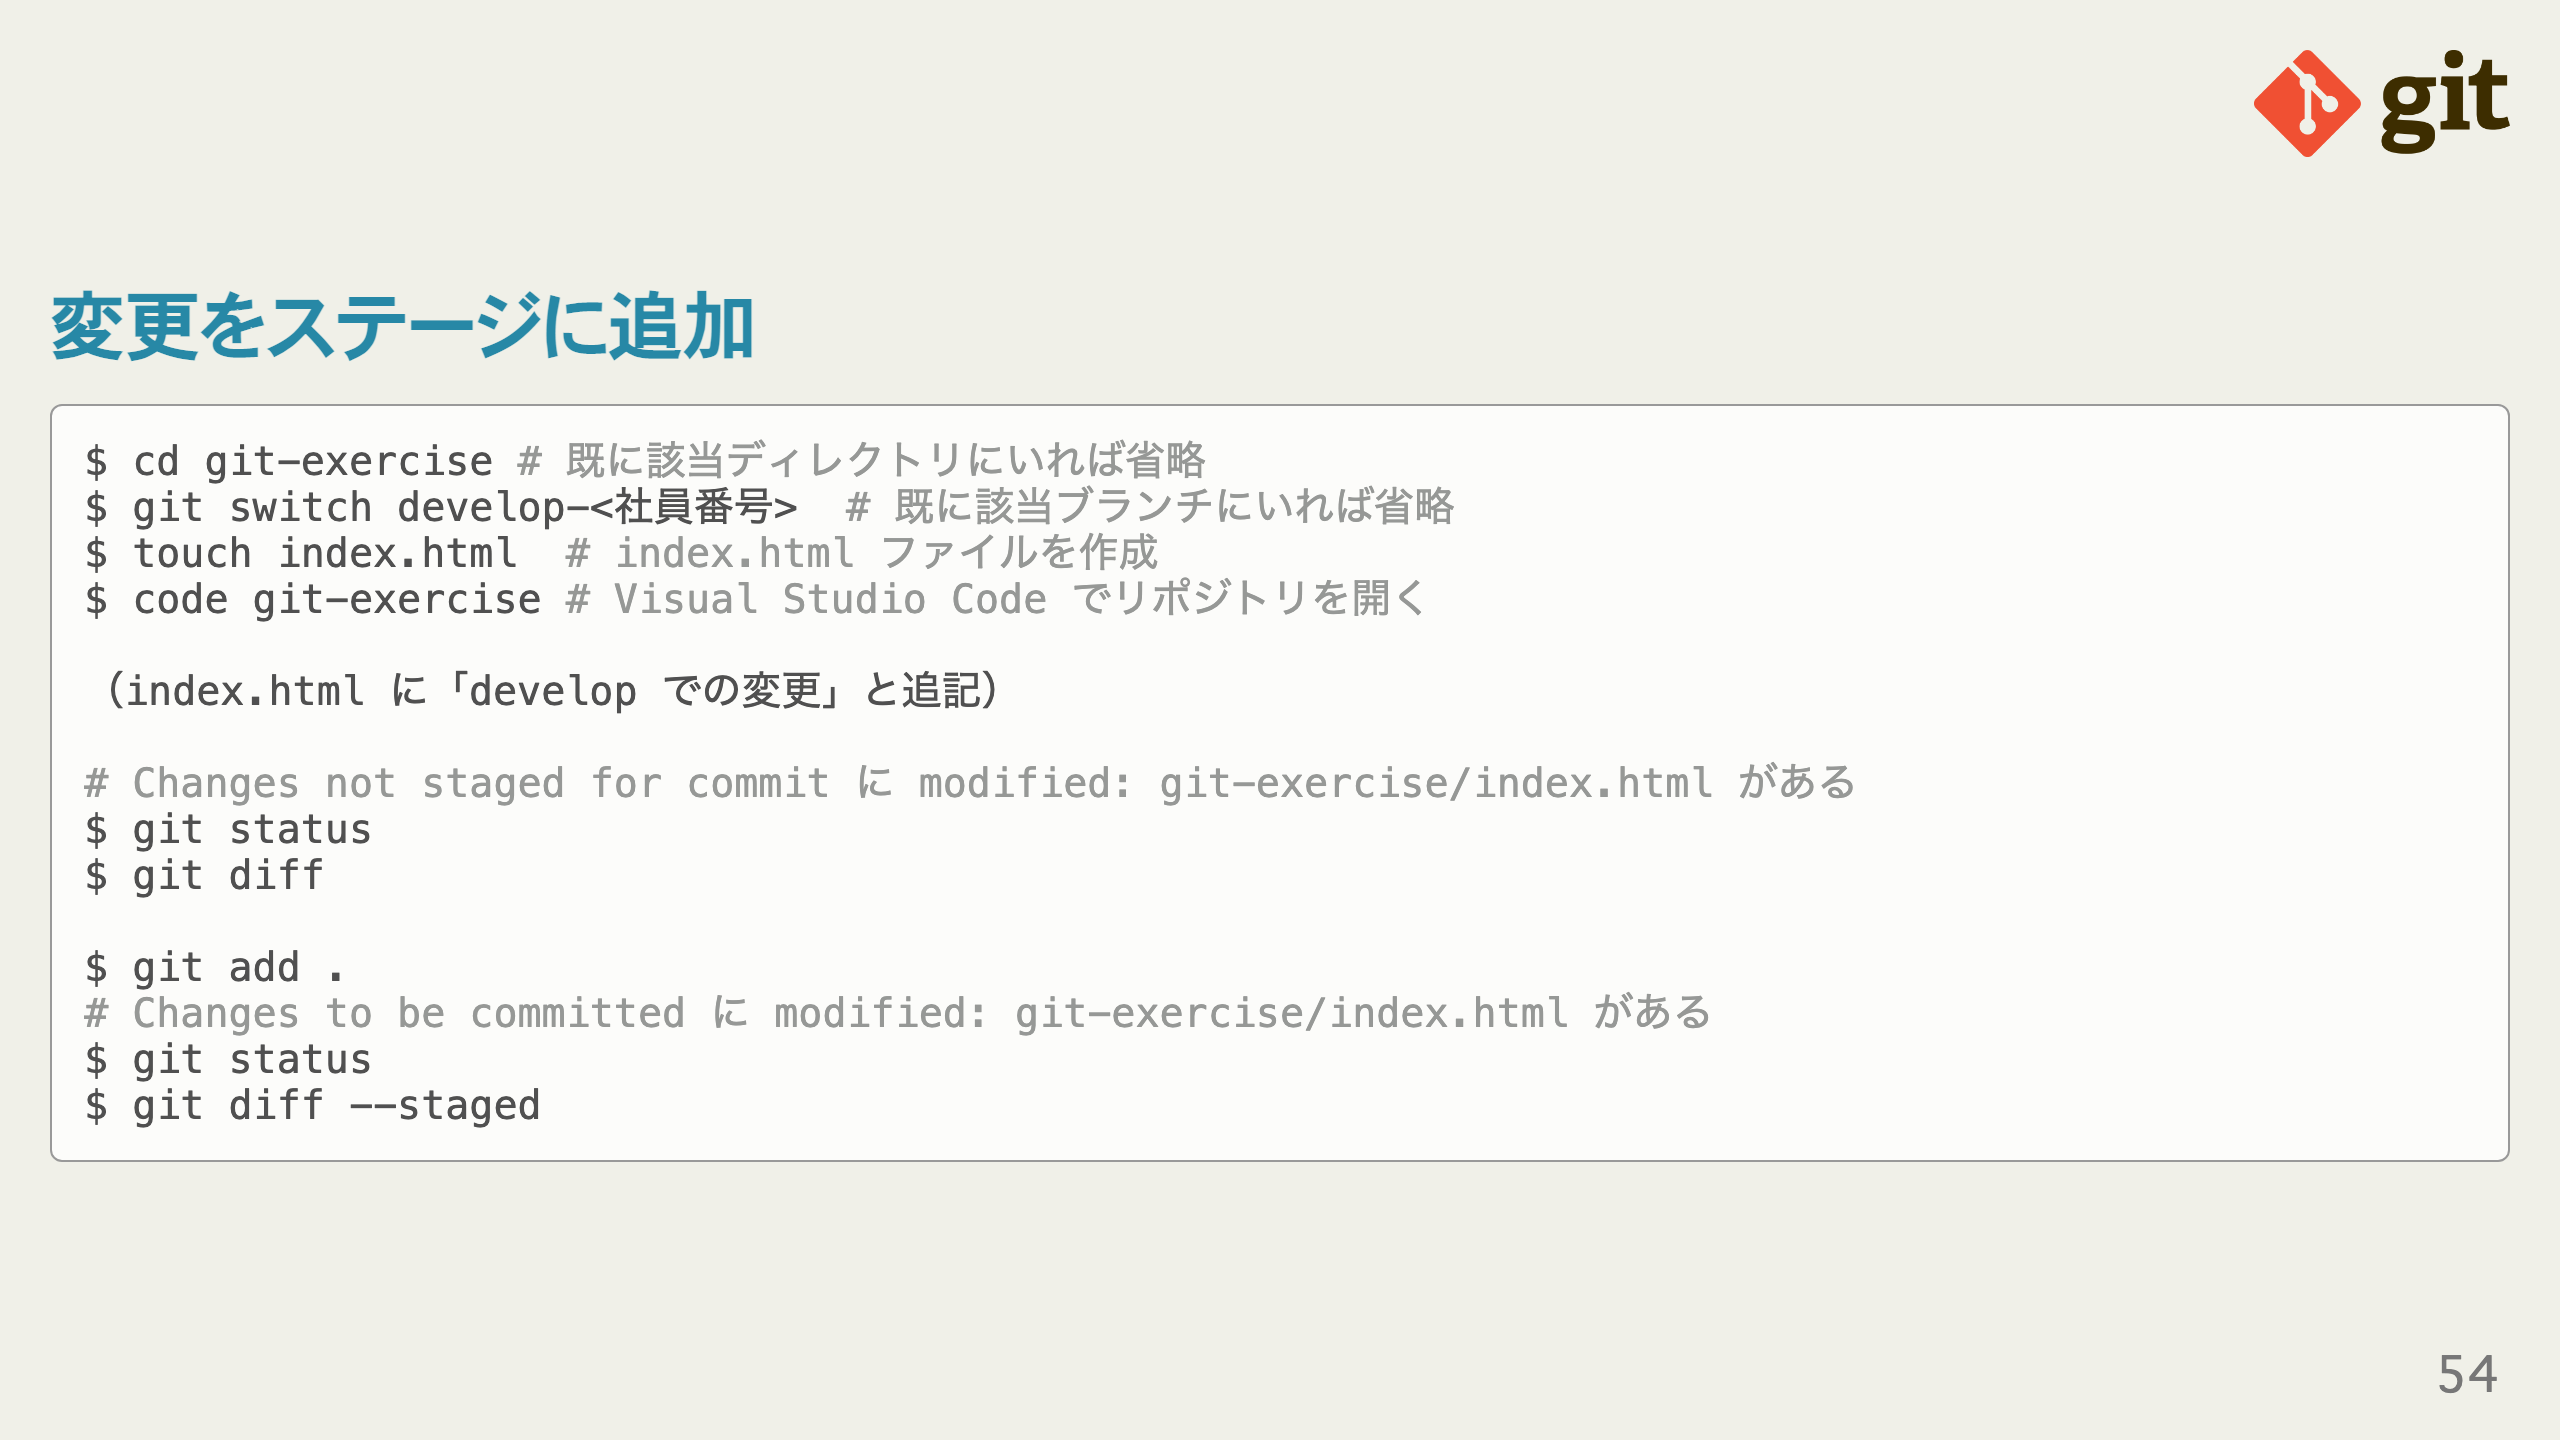 git
変更をステージに追加
$ cd git-exercise # 既に該当ディレクトリにいれば省略
$ git switch develop-<社員番号>  # 既に該当ブランチにいれば省略
$ touch index.html  # index.html ファイルを作成
$ code git-exercise # Visual Studio Code でリポジトリを開く
（index.html に「develop での変更」と追記）
# Changes not staged for commit に modified: git-exercise/index.html がある
$ git status
$ git diff
$ git add .
# Changes to be committed に modified: git-exercise/index.html がある
$ git status
$ git diff --staged
54